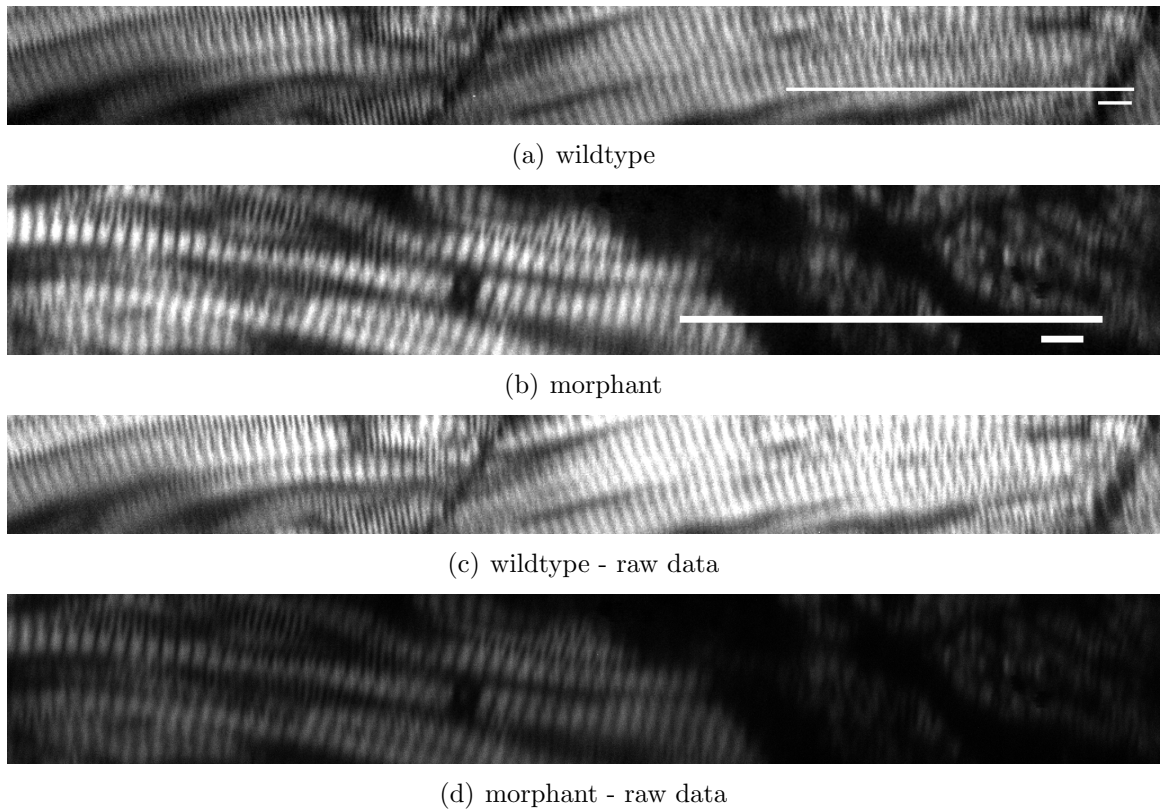 (a) wildtype
(b) morphant
(c) wildtype - raw data
(d) morphant - raw data